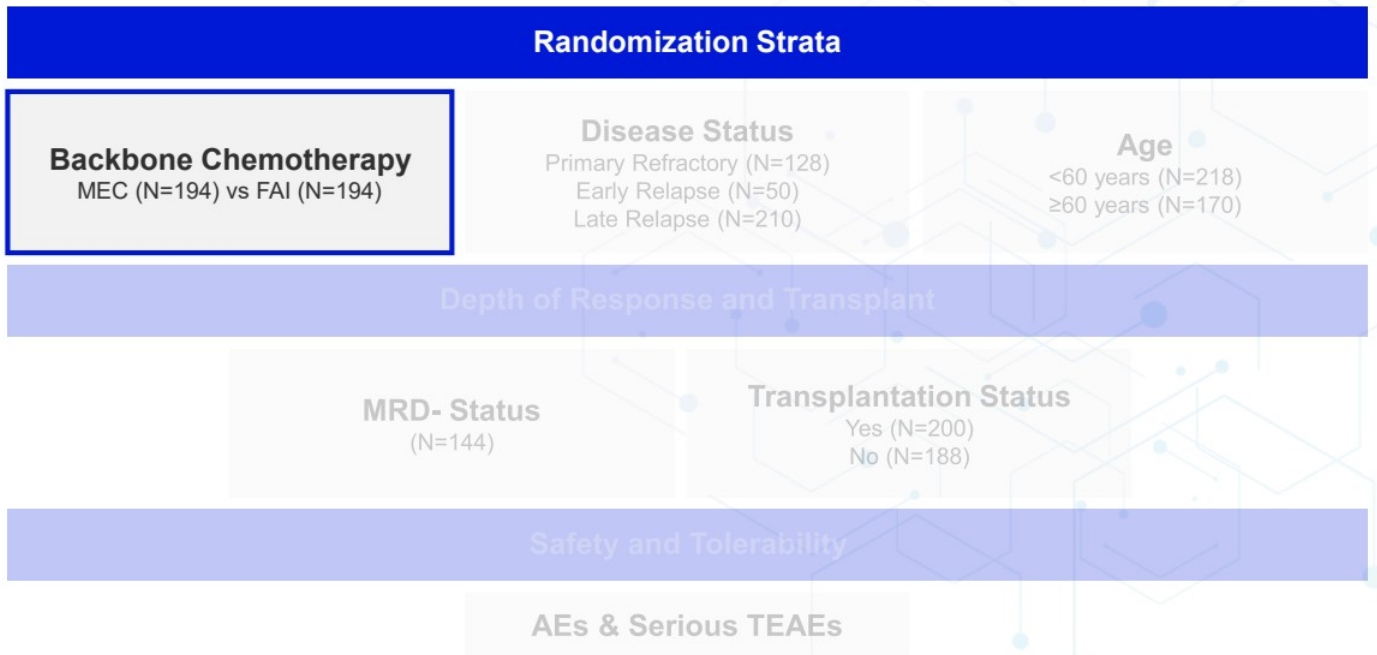 Randomization Strata
Backbone Chemotherapy
MEC (N=194) vs FAI (N=194)
Disease Status
Primary Refractory (N=128)
Early Relapse (N=50)
Late Relapse (N=210)
Age
<60 years (N=218)
≥60 years (N=170)
Depth of Response and Transplant
MRD- Status
(N=144)
Transplantation Status
Yes (N=200)
No (N=188)
Safety and Tolerability
AEs & Serious TEAEs